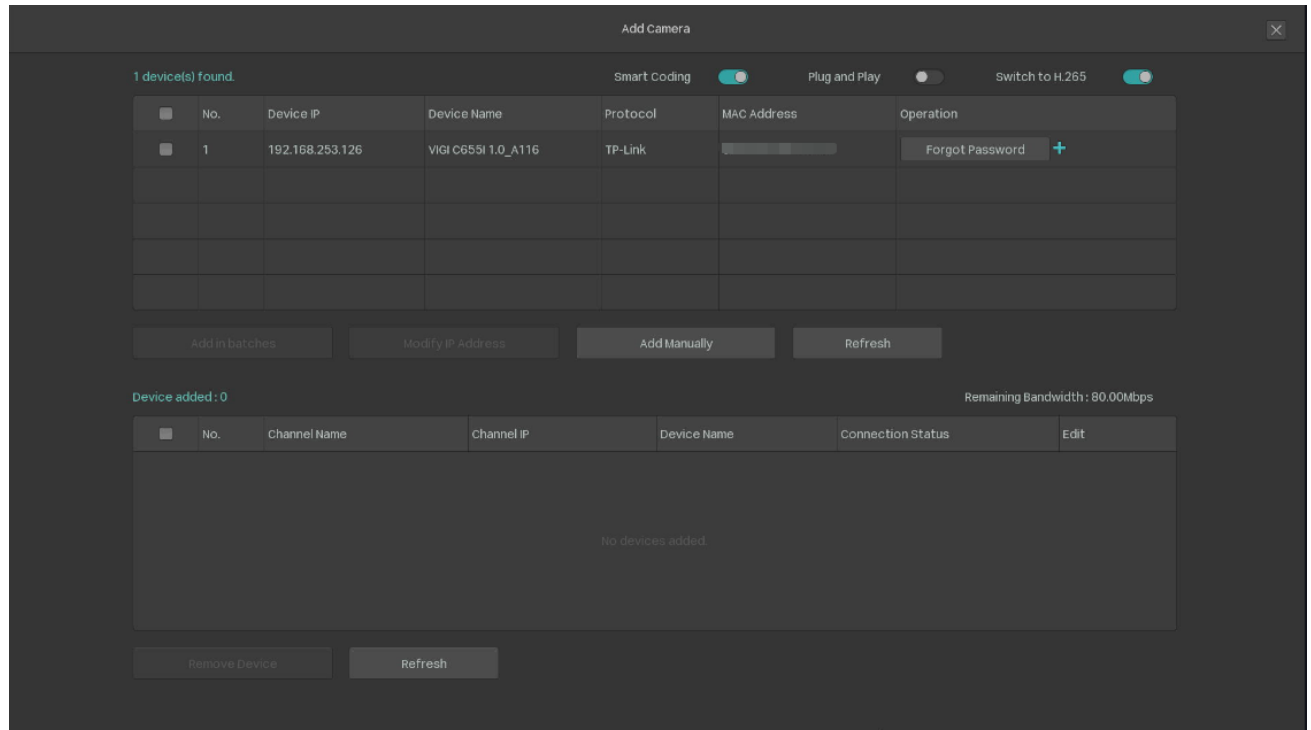 Add Camera
1 device(s) found. Smart Coding Plug and Play Switch to H.265
No. Device IP Device Name Protocol MAC Address Operation
1 192.168.253.126 VIGI C655I 1.0_A116 TP-Link Forgot Password +
Add in batches Modify IP Address Add Manually Refresh
Device added : 0 Remaining Bandwidth : 80.00Mbps
No. Channel Name Channel IP Device Name Connection Status Edit
No devices added.
Remove Device Refresh